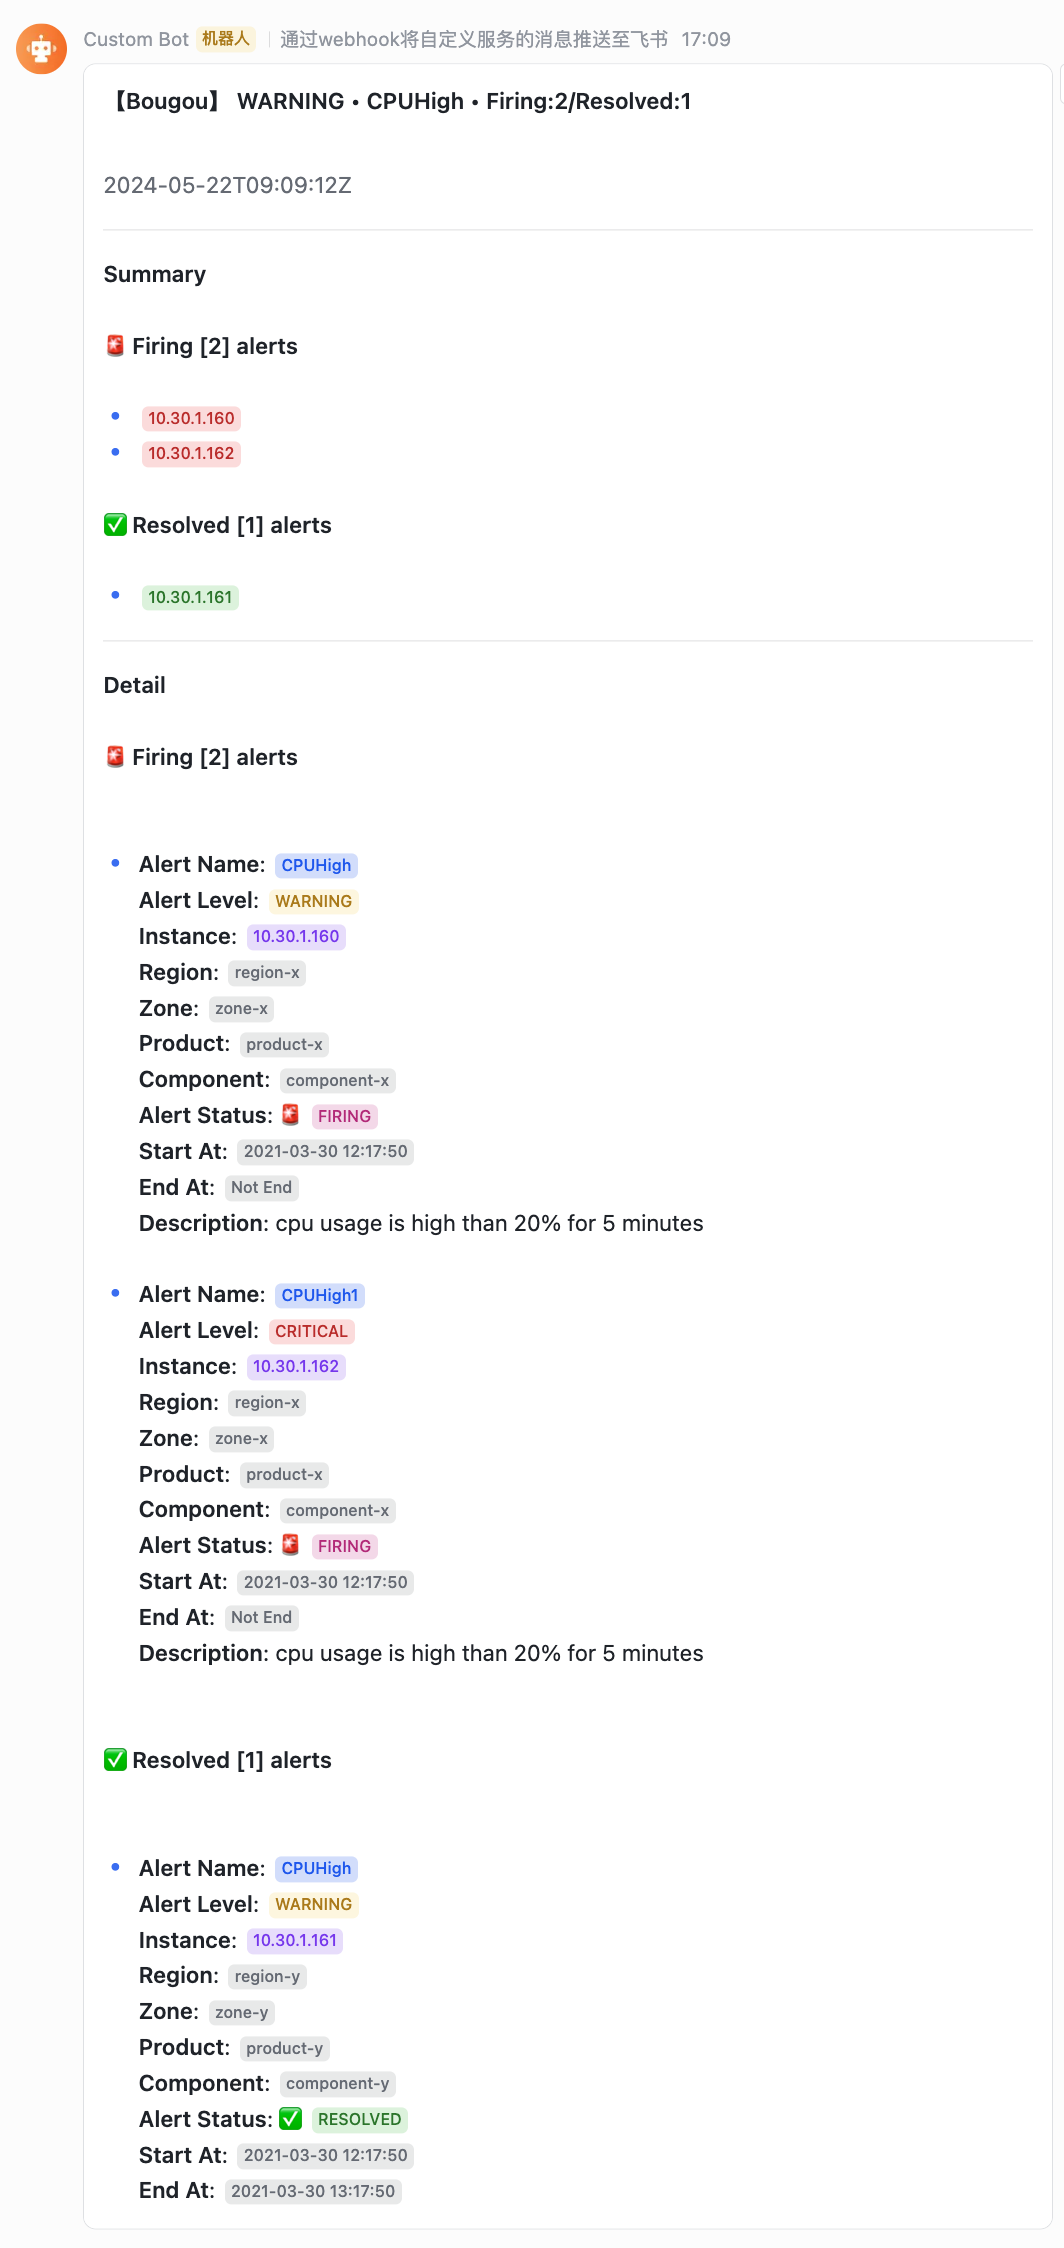 Custom Bot 机器人 | 通过webhook将自定义服务的消息推送至飞书 17:09
【Bougou】 WARNING • CPUHigh • Firing:2/Resolved:1
2024-05-22T09:09:12Z
Summary
🚨 Firing [2] alerts
• 10.30.1.160
• 10.30.1.162
✅ Resolved [1] alerts
• 10.30.1.161
Detail
🚨 Firing [2] alerts
• Alert Name: CPUHigh
Alert Level: WARNING
Instance: 10.30.1.160
Region: region-x
Zone: zone-x
Product: product-x
Component: component-x
Alert Status: 🚨 FIRING
Start At: 2021-03-30 12:17:50
End At: Not End
Description: cpu usage is high than 20% for 5 minutes
• Alert Name: CPUHigh1
Alert Level: CRITICAL
Instance: 10.30.1.162
Region: region-x
Zone: zone-x
Product: product-x
Component: component-x
Alert Status: 🚨 FIRING
Start At: 2021-03-30 12:17:50
End At: Not End
Description: cpu usage is high than 20% for 5 minutes
✅ Resolved [1] alerts
• Alert Name: CPUHigh
Alert Level: WARNING
Instance: 10.30.1.161
Region: region-y
Zone: zone-y
Product: product-y
Component: component-y
Alert Status: ✅ RESOLVED
Start At: 2021-03-30 12:17:50
End At: 2021-03-30 13:17:50